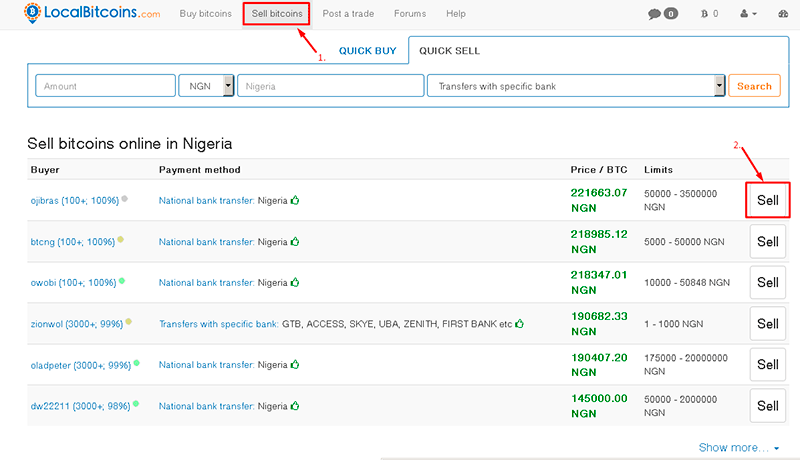 LocalBitcoins.com Buy bitcoins Sell bitcoins Post a trade Forums Help 0 0
1.
QUICK BUY QUICK SELL
Amount NGN Nigeria Transfers with specific bank Search
Sell bitcoins online in Nigeria
2.
Buyer Payment method Price / BTC Limits
ojibras (100+; 100%) National bank transfer: Nigeria 221663.07 NGN 50000 - 3500000 NGN Sell
btcng (100+; 100%) National bank transfer: Nigeria 218985.12 NGN 5000 - 50000 NGN Sell
owobi (100+; 100%) National bank transfer: Nigeria 218347.01 NGN 10000 - 50848 NGN Sell
zionwol (3000+; 99%) Transfers with specific bank: GTB, ACCESS, SKYE, UBA, ZENITH, FIRST BANK etc 190682.33 NGN 1 - 1000 NGN Sell
oladpeter (3000+; 99%) National bank transfer: Nigeria 190407.20 NGN 175000 - 20000000 NGN Sell
dw22211 (3000+; 98%) National bank transfer: Nigeria 145000.00 NGN 50000 - 2000000 NGN Sell
Show more...